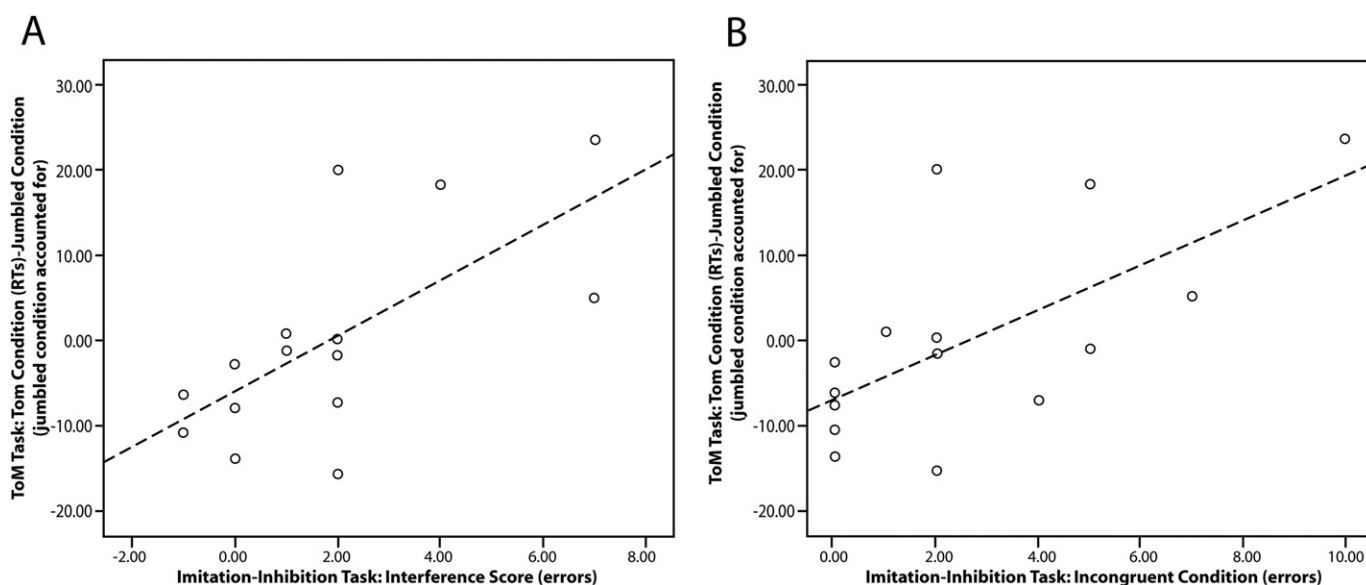 A
ToM Task: Tom Condition (RTs)-Jumbled Condition
(jumbled condition accounted for)
30.00
20.00
10.00
0.00
-10.00
-20.00
-2.00 0.00 2.00 4.00 6.00 8.00
Imitation-Inhibition Task: Interference Score (errors)
B
ToM Task: Tom Condition (RTs)-Jumbled Condition
(jumbled condition accounted for)
30.00
20.00
10.00
0.00
-10.00
-20.00
0.00 2.00 4.00 6.00 8.00 10.00
Imitation-Inhibition Task: Incongruent Condition (errors)